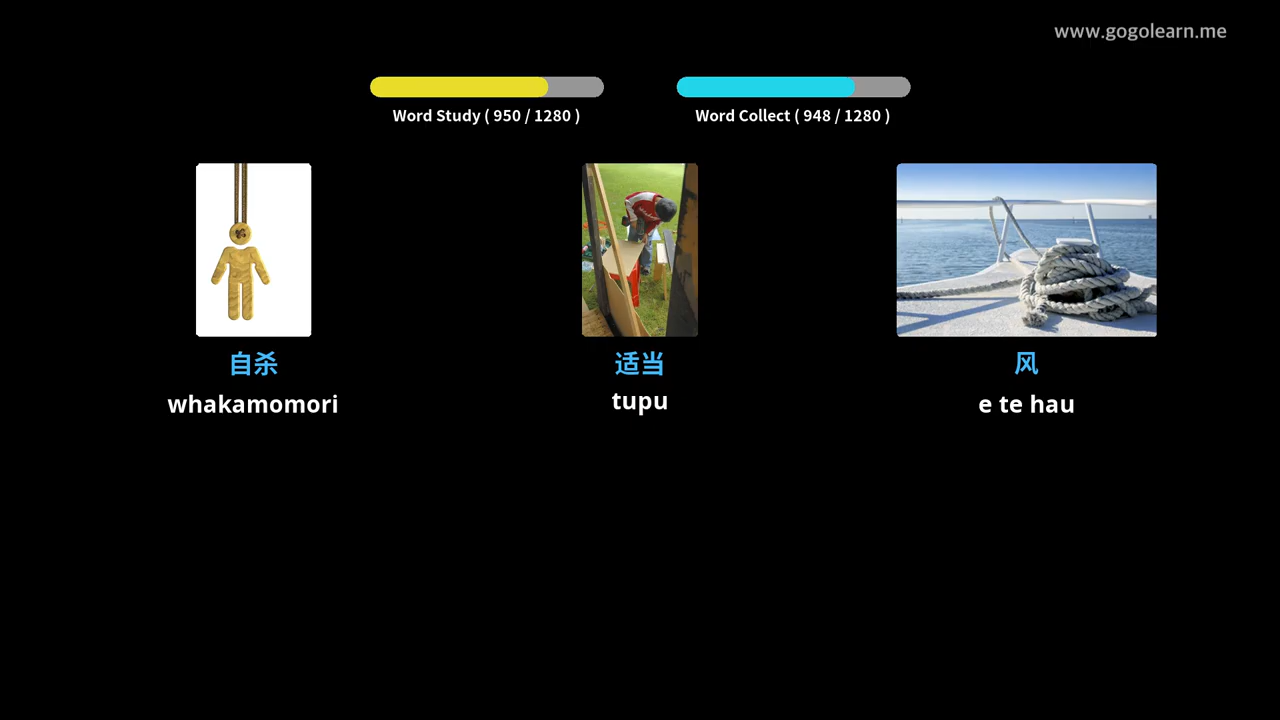 www.gogolearn.me
Word Study ( 950 / 1280 )
Word Collect ( 948 / 1280 )
自杀
适当
风
whakamomori
tupu
e te hau